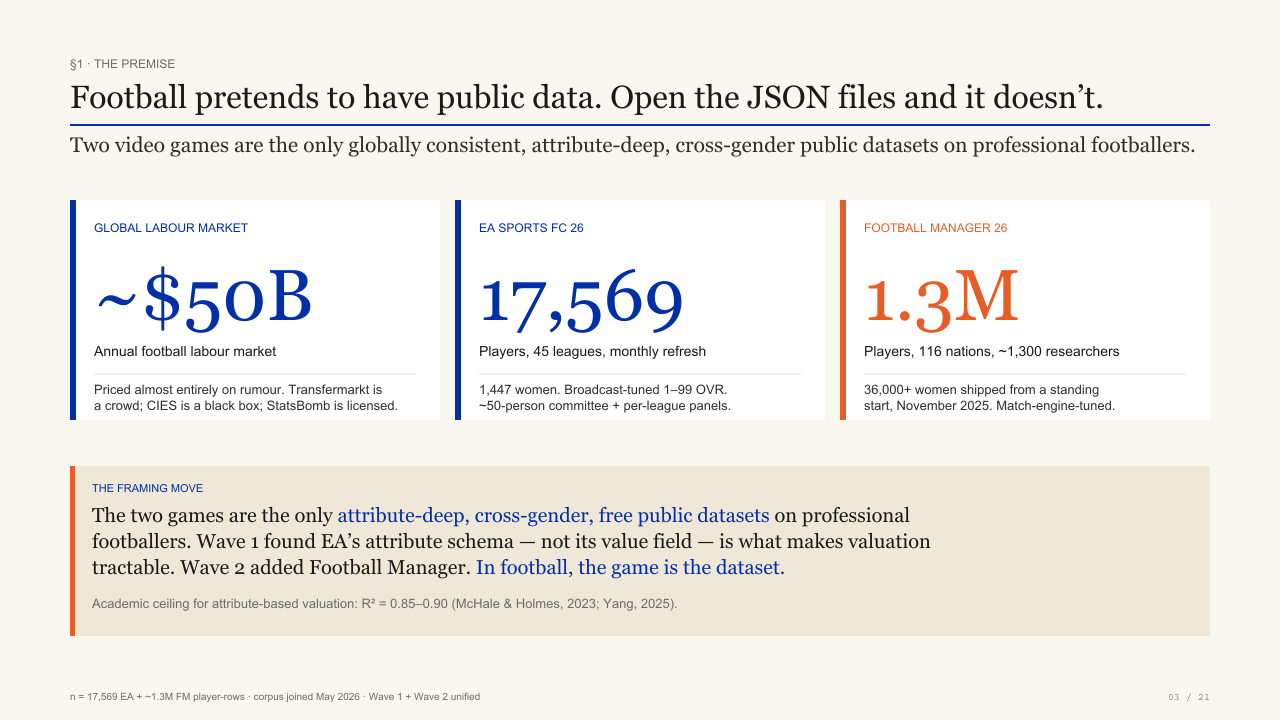 §1 · THE PREMISE
Football pretends to have public data. Open the JSON files and it doesn’t.
Two video games are the only globally consistent, attribute-deep, cross-gender public datasets on professional footballers.
GLOBAL LABOUR MARKET
~$50B
Annual football labour market
Priced almost entirely on rumour. Transfermarkt is
a crowd; CIES is a black box; StatsBomb is licensed.
EA SPORTS FC 26
17,569
Players, 45 leagues, monthly refresh
1,447 women. Broadcast-tuned 1–99 OVR.
~50-person committee + per-league panels.
FOOTBALL MANAGER 26
1.3M
Players, 116 nations, ~1,300 researchers
36,000+ women shipped from a standing
start, November 2025. Match-engine-tuned.
THE FRAMING MOVE
The two games are the only attribute-deep, cross-gender, free public datasets on professional
footballers. Wave 1 found EA’s attribute schema — not its value field — is what makes valuation
tractable. Wave 2 added Football Manager. In football, the game is the dataset.
Academic ceiling for attribute-based valuation: R² = 0.85–0.90 (McHale & Holmes, 2023; Yang, 2025).
n = 17,569 EA + ~1.3M FM player-rows · corpus joined May 2026 · Wave 1 + Wave 2 unified
03 / 21